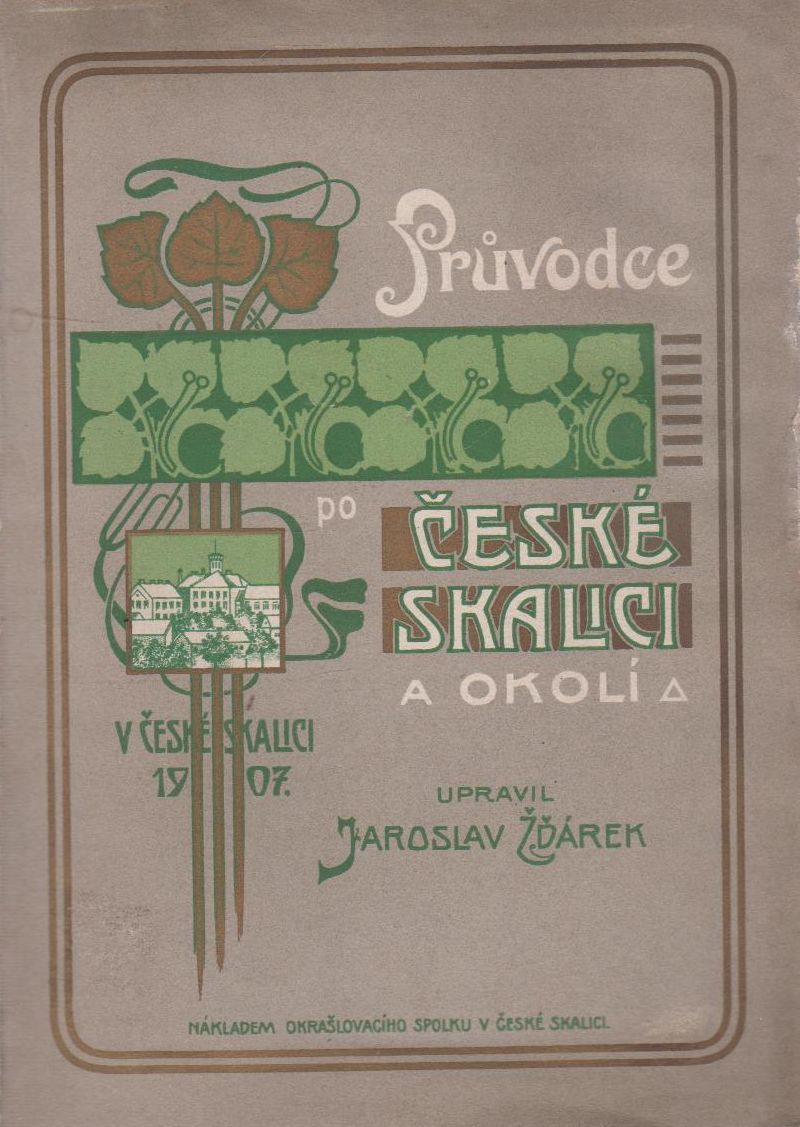 Průvodce
po
ČESKÉ
SKALICI
A OKOLÍ
V ČESKÉ SKALICI
1907.
UPRAVIL
JAROSLAV ŽĎÁREK
NÁKLADEM OKRAŠLOVACÍHO SPOLKU V ČESKÉ SKALICI.